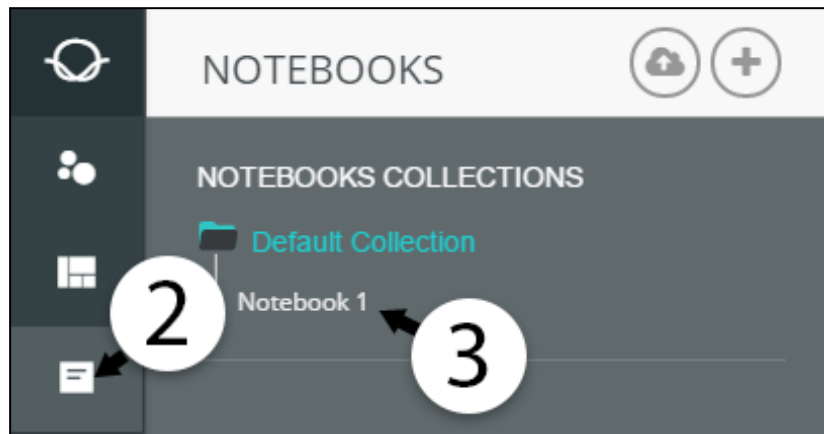 NOTEBOOKS
NOTEBOOKS COLLECTIONS
Default Collection
2
Notebook 1
3